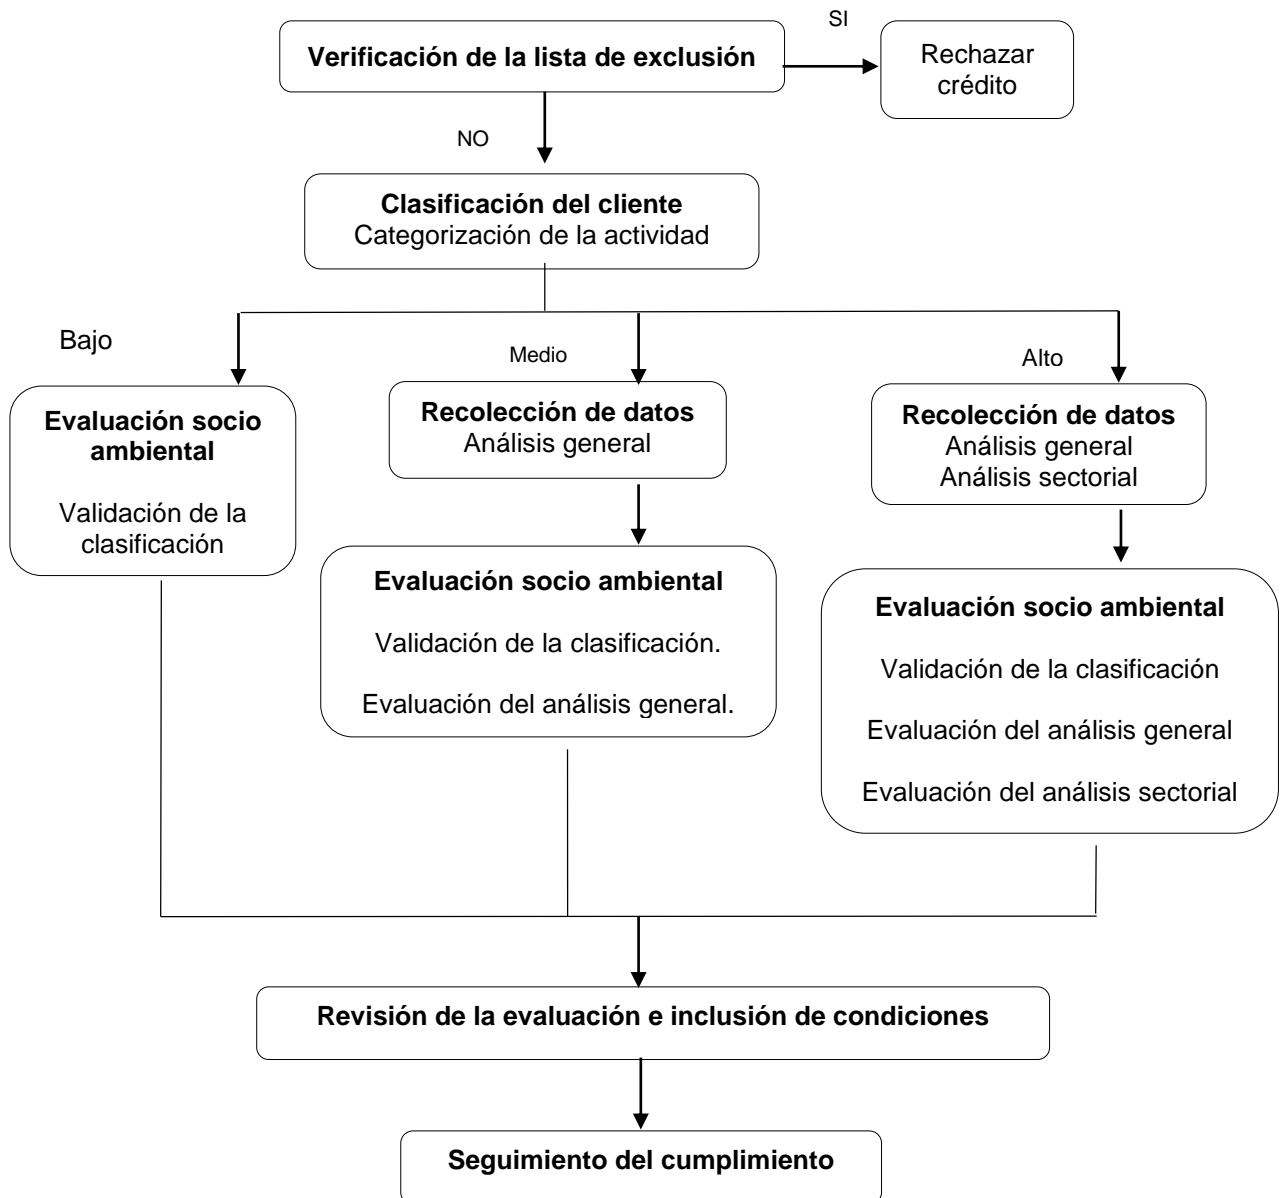 SI
Verificación de la lista de exclusión
Rechazar
crédito
NO
Clasificación del cliente
Categorización de la actividad
Bajo
Medio
Alto
Evaluación socio
ambiental
Validación de la
clasificación
Recolección de datos
Análisis general
Recolección de datos
Análisis general
Análisis sectorial
Evaluación socio ambiental
Validación de la clasificación.
Evaluación del análisis general.
Evaluación socio ambiental
Validación de la clasificación
Evaluación del análisis general
Evaluación del análisis sectorial
Revisión de la evaluación e inclusión de condiciones
Seguimiento del cumplimiento